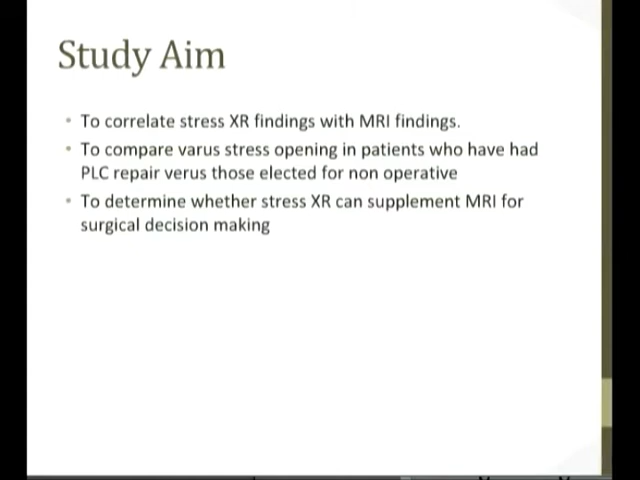 Study Aim
• To correlate stress XR findings with MRI findings.
• To compare varus stress opening in patients who have had
PLC repair verus those elected for non operative
• To determine whether stress XR can supplement MRI for
surgical decision making